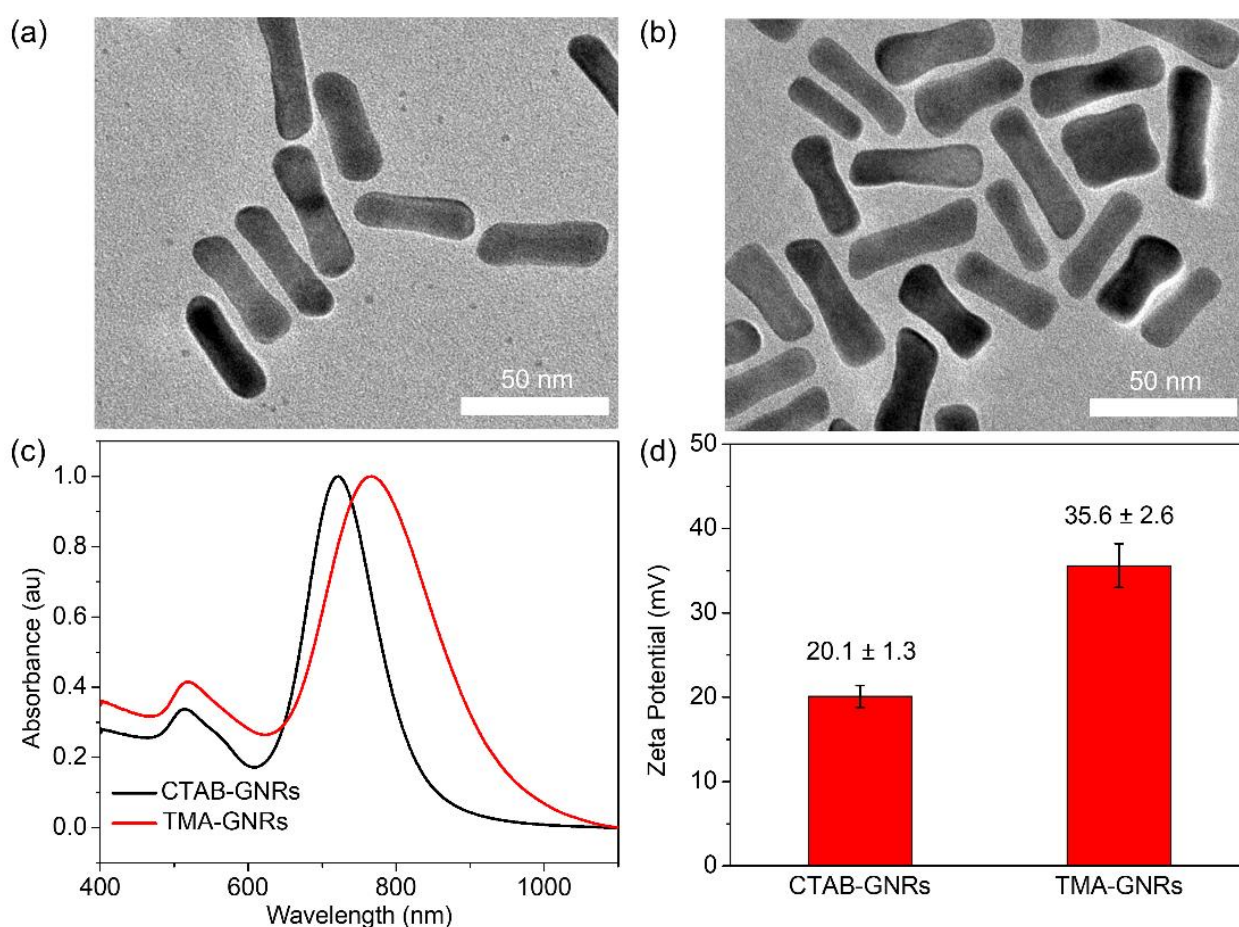 (a)
50 nm
(b)
50 nm
(c)
Absorbance (au)
1.0
0.8
0.6
0.4
0.2
0.0
CTAB-GNRs
TMA-GNRs
400
600
800
1000
Wavelength (nm)
(d)
Zeta Potential (mV)
50
40
30
20
10
0
20.1 ± 1.3
35.6 ± 2.6
CTAB-GNRs
TMA-GNRs